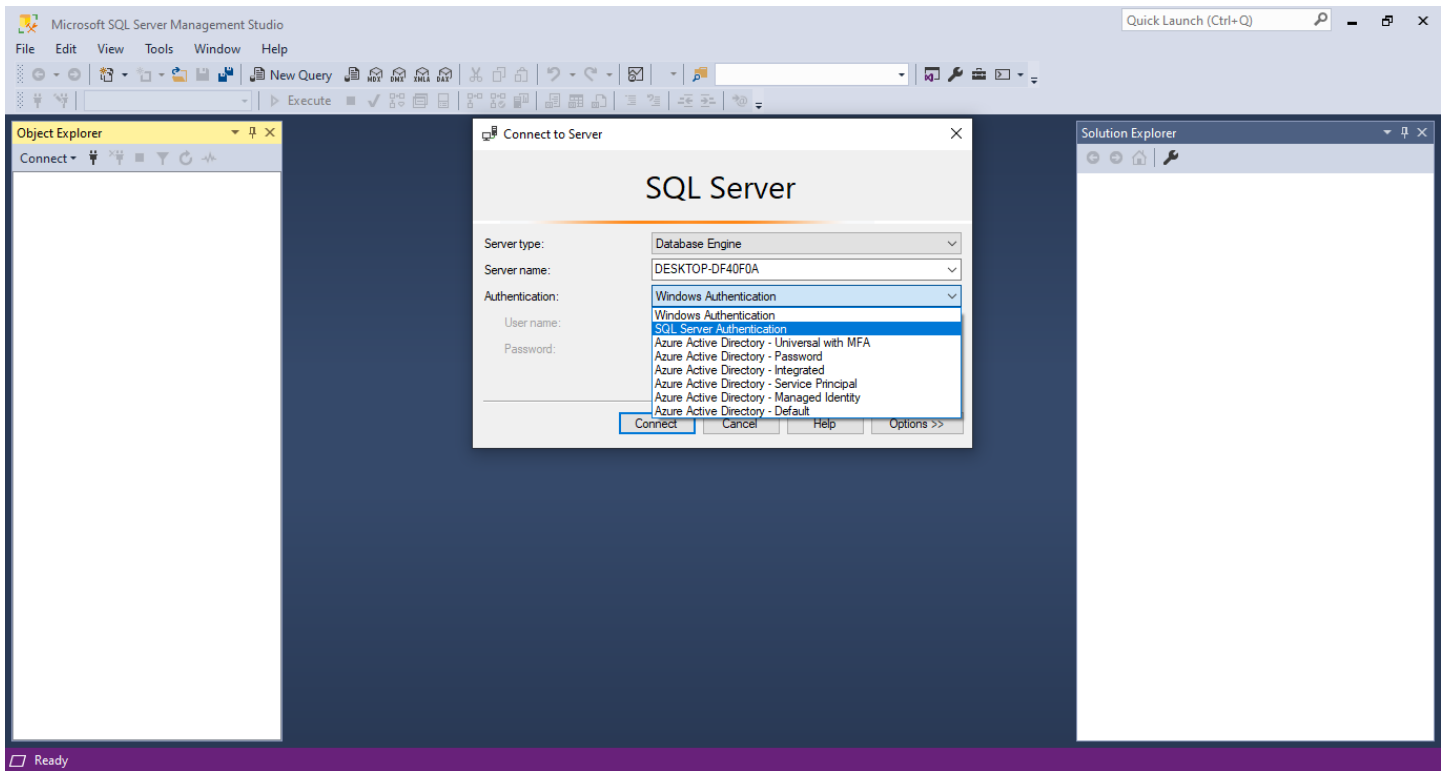 Microsoft SQL Server Management Studio
Quick Launch (Ctrl+Q)
File Edit View Tools Window Help
New Query MDX DMX XMLA DAX
Execute
Object Explorer
Connect
Connect to Server
SQL Server
Server type: Database Engine
Server name: DESKTOP-DF40F0A
Authentication: Windows Authentication
Windows Authentication
User name:
SQL Server Authentication
Azure Active Directory - Universal with MFA
Password:
Azure Active Directory - Password
Azure Active Directory - Integrated
Azure Active Directory - Service Principal
Azure Active Directory - Managed Identity
Azure Active Directory - Default
Connect Cancel Help Options >>
Solution Explorer
Ready